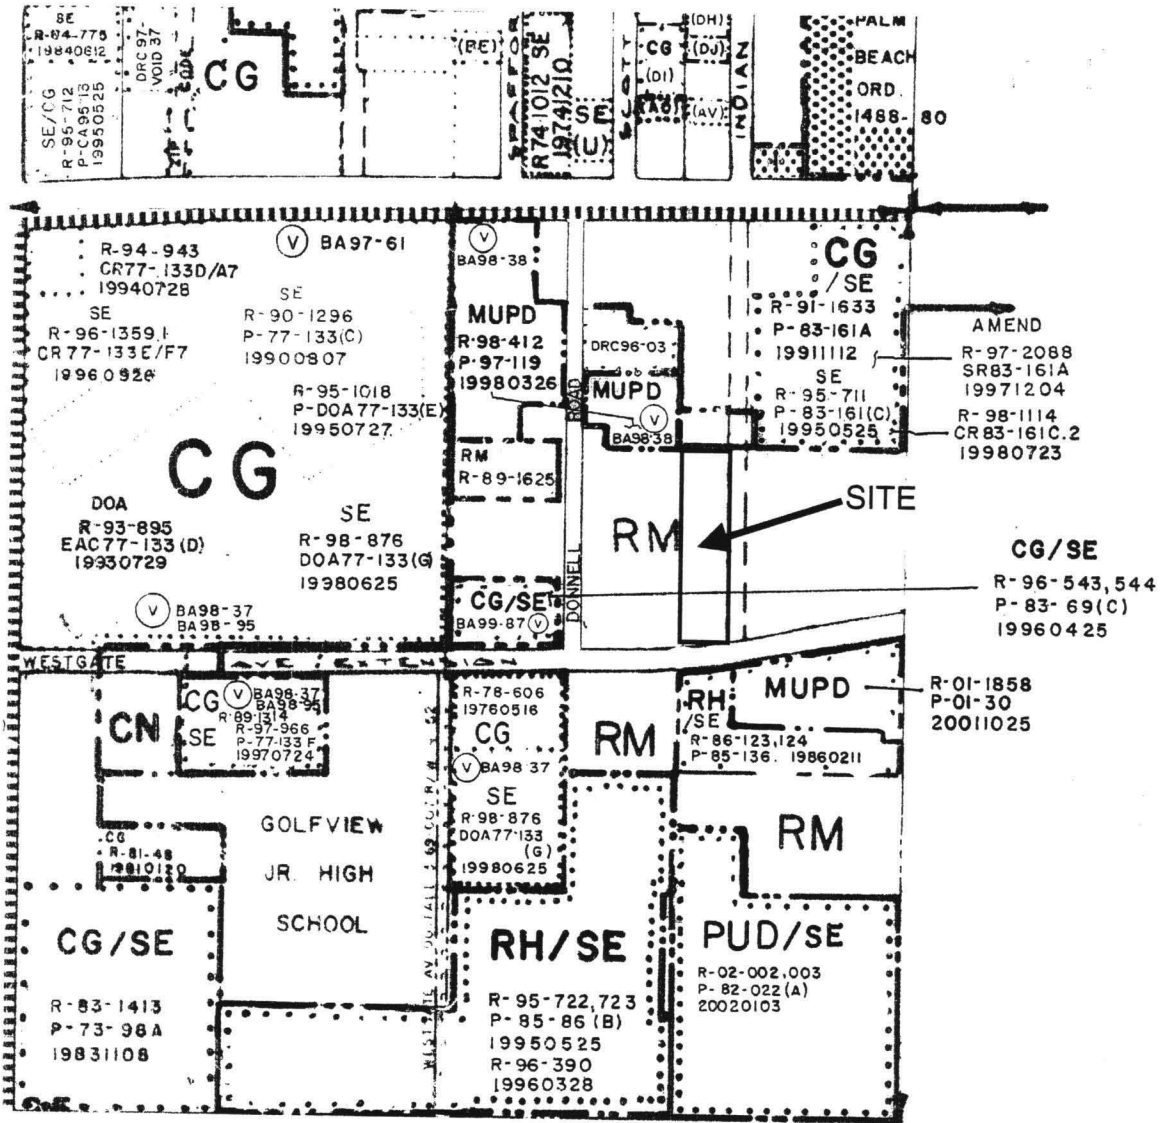 SE
R-84-775
19840612
SE/CG
R-95-712
P-CA95-13
19950525
DRC97
VOID 37
CG
(BE)
R74-1012 SE
19741210
SE
(U)
SCOTT
CG
(DI)
(AO)
(DH)
(DJ)
(AV)
INDIAN
PALM
BEACH
ORD.
1488-80
R-94-943
CR77-133D/A7
19940728
V BA97-61
SE
R-96-1359.1
CR77-133E/F7
19960926
SE
R-90-1296
P-77-133(C)
19900807
R-95-1018
P-DOA77-133(E)
19950727
CG
DOA
R-93-895
EAC77-133(D)
19930729
SE
R-98-876
DOA77-133(G)
19980625
V BA98-37
BA98-95
V
BA98-38
MUPD
R-98-412
P-97-119
19980326
RM
R-89-1625
CG/SE
BA99-87 V
DONNELL ROAD
DRC96-03
MUPD
V
BA98-38
RM
SITE
CG
/SE
R-91-1633
P-83-161A
19911112
SE
R-95-711
P-83-161(C)
19950525
AMEND
R-97-2088
SR83-161A
19971204
R-98-1114
CR83-161C.2
19980723
CG/SE
R-96-543,544
P-83-69(C)
19960425
WESTGATE AVE EXTENSION
CN
CG
SE
V BA98-37
BA98-95
R-89-1314
R-97-966
P-77-133 F
19970724
R-78-606
19760516
CG
V BA98 37
SE
R-98-876
DOA77-133
(G)
19980625
RM
RH
/SE
R-86-123,124
P-85-136. 19860211
MUPD
R-01-1858
P-01-30
20011025
RM
GOLFVIEW
JR. HIGH
SCHOOL
CG
R-81-48
19810120
CG/SE
R-83-1413
P-73-98A
19831108
RH/SE
R-95-722,723
P-85-86(B)
19950525
R-96-390
19960328
PUD/SE
R-02-002,003
P-82-022(A)
20020103